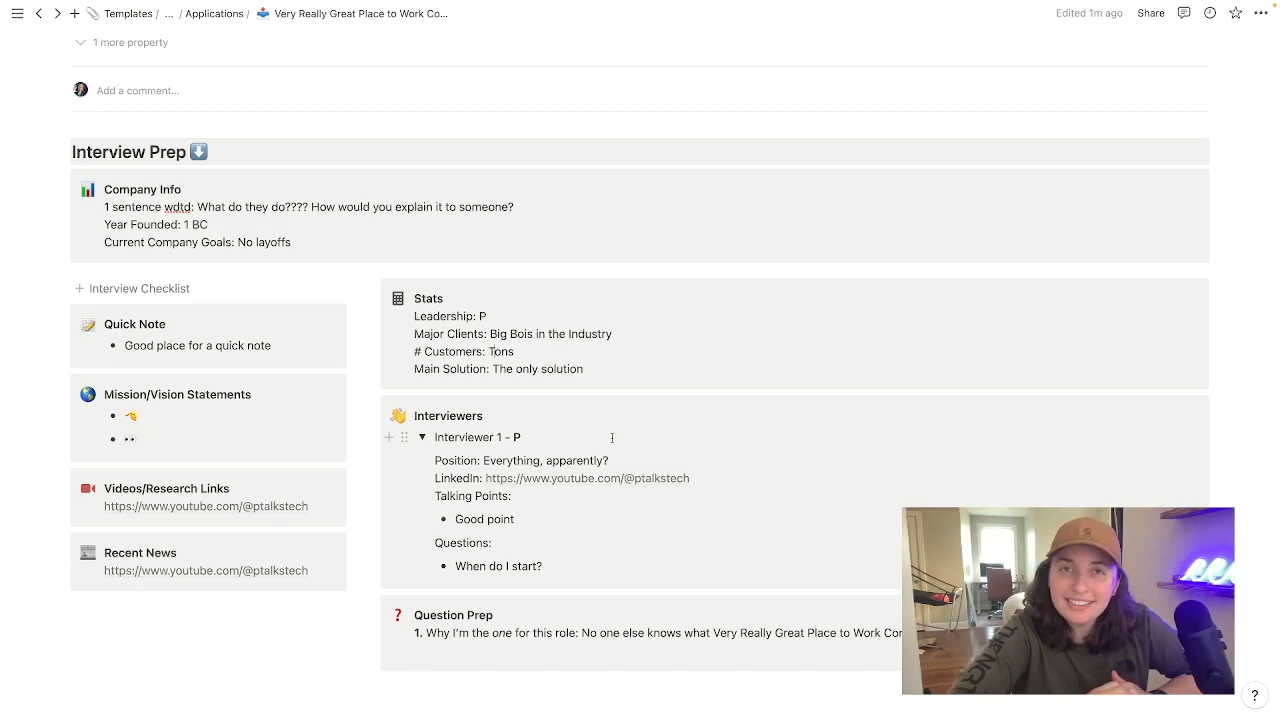 Templates / ... / Applications / Very Really Great Place to Work Co...
Edited 1m ago Share
1 more property
Add a comment...
Interview Prep
Company Info
1 sentence wdtd: What do they do???? How would you explain it to someone?
Year Founded: 1 BC
Current Company Goals: No layoffs
+ Interview Checklist
Quick Note
• Good place for a quick note
Mission/Vision Statements
Videos/Research Links
https://www.youtube.com/@ptalkstech
Recent News
https://www.youtube.com/@ptalkstech
Stats
Leadership: P
Major Clients: Big Bois in the Industry
# Customers: Tons
Main Solution: The only solution
Interviewers
Interviewer 1 - P
Position: Everything, apparently?
LinkedIn: https://www.youtube.com/@ptalkstech
Talking Points:
• Good point
Questions:
• When do I start?
Question Prep
1. Why I'm the one for this role: No one else knows what Very Really Great Place to Work Cor
THE NOR
?